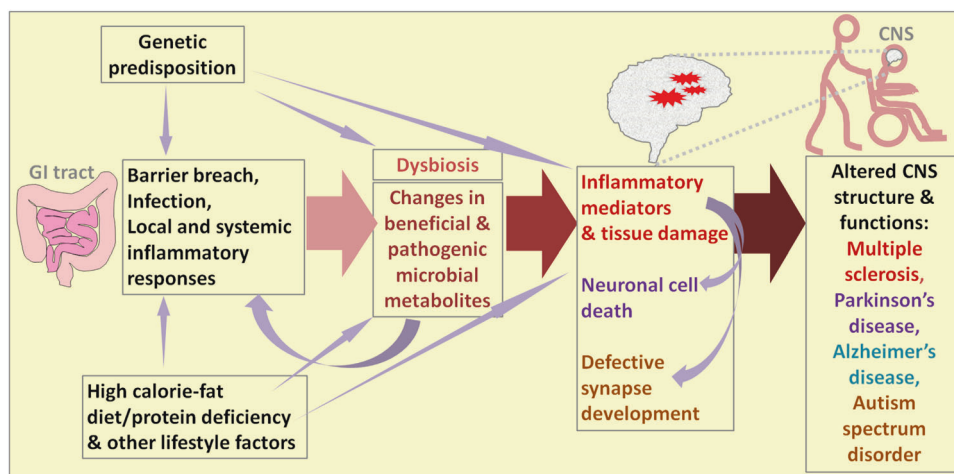 Genetic
predisposition
GI tract
Barrier breach,
Infection,
Local and systemic
inflammatory
responses
High calorie-fat
diet/protein deficiency
& other lifestyle factors
Dysbiosis
Changes in
beneficial &
pathogenic
microbial
metabolites
Inflammatory
mediators
& tissue damage
Neuronal cell
death
Defective
synapse
development
CNS
Altered CNS
structure &
functions:
Multiple
sclerosis,
Parkinson's
disease,
Alzheimer's
disease,
Autism
spectrum
disorder